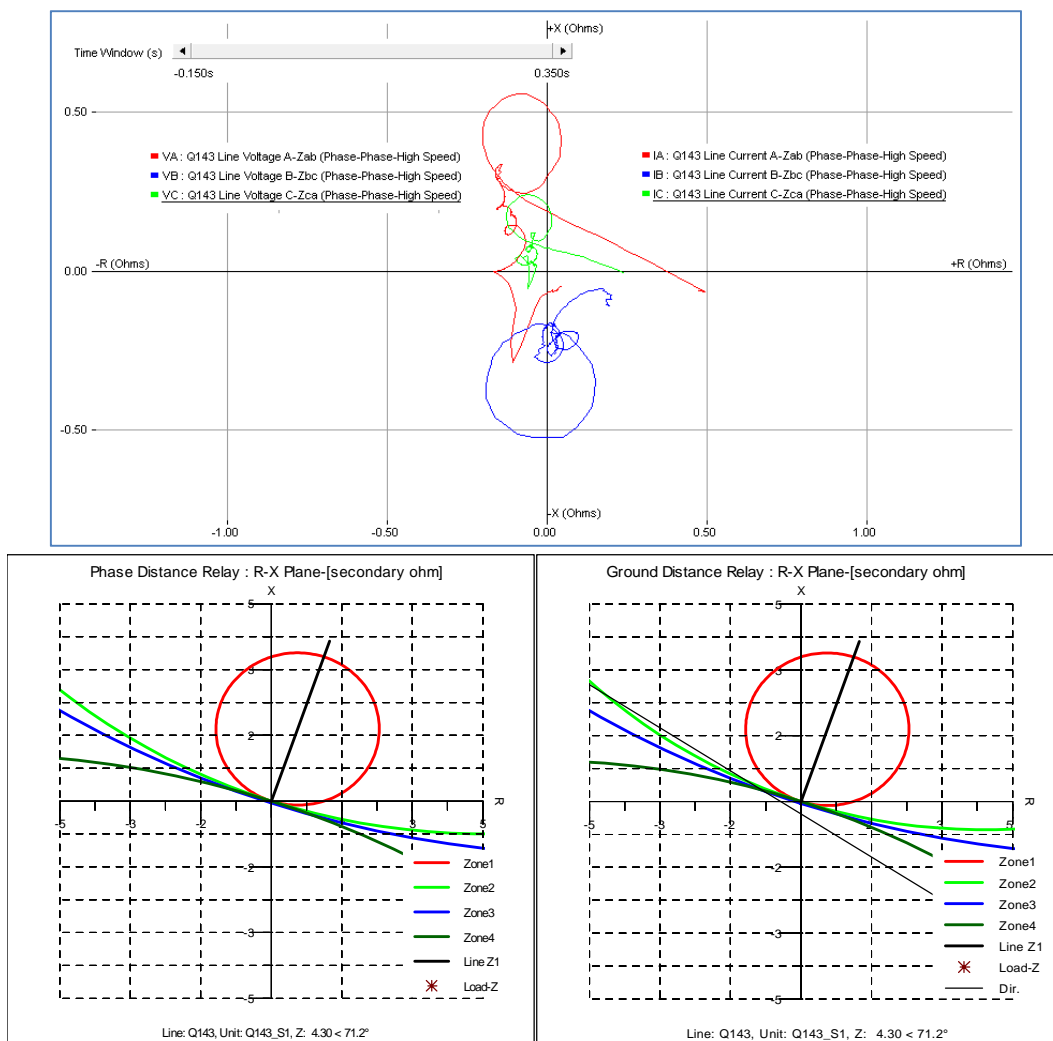 +X (Ohms)
Time Window (s)
-0.150s
0.350s
0.50
VA : Q143 Line Voltage A-Zab (Phase-Phase-High Speed)
VB : Q143 Line Voltage B-Zbc (Phase-Phase-High Speed)
VC : Q143 Line Voltage C-Zca (Phase-Phase-High Speed)
IA : Q143 Line Current A-Zab (Phase-Phase-High Speed)
IB : Q143 Line Current B-Zbc (Phase-Phase-High Speed)
IC : Q143 Line Current C-Zca (Phase-Phase-High Speed)
0.00
-R (Ohms)
+R (Ohms)
-0.50
-X (Ohms)
-1.00
-0.50
0.00
0.50
1.00
Phase Distance Relay : R-X Plane-[secondary ohm]
X
5
3
2
R
-5
-3
-2
2
3
5
-2
-3
-5
Zone1
Zone2
Zone3
Zone4
Line Z1
Load-Z
Line: Q143, Unit: Q143_S1, Z: 4.30 < 71.2°
Ground Distance Relay : R-X Plane-[secondary ohm]
X
5
3
2
R
-5
-3
-2
2
3
5
-2
-3
-5
Zone1
Zone2
Zone3
Zone4
Line Z1
Load-Z
Dir.
Line: Q143, Unit: Q143_S1, Z: 4.30 < 71.2°